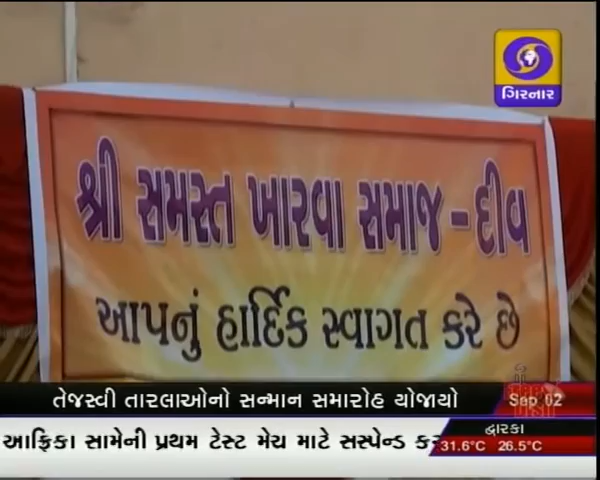 ગિરનાર
શ્રી સમસ્ત ખારવા સમાજ - દીવ
આપનું હાર્દિક સ્વાગત કરે છે
તેજસ્વી તારલાઓનો સન્માન સમારોહ યોજાયો
Sep 02
આફ્રિકા સામેની પ્રથમ ટેસ્ટ મેચ માટે સસ્પેન્ડ
દ્વારકા
31.6°C 26.5°C